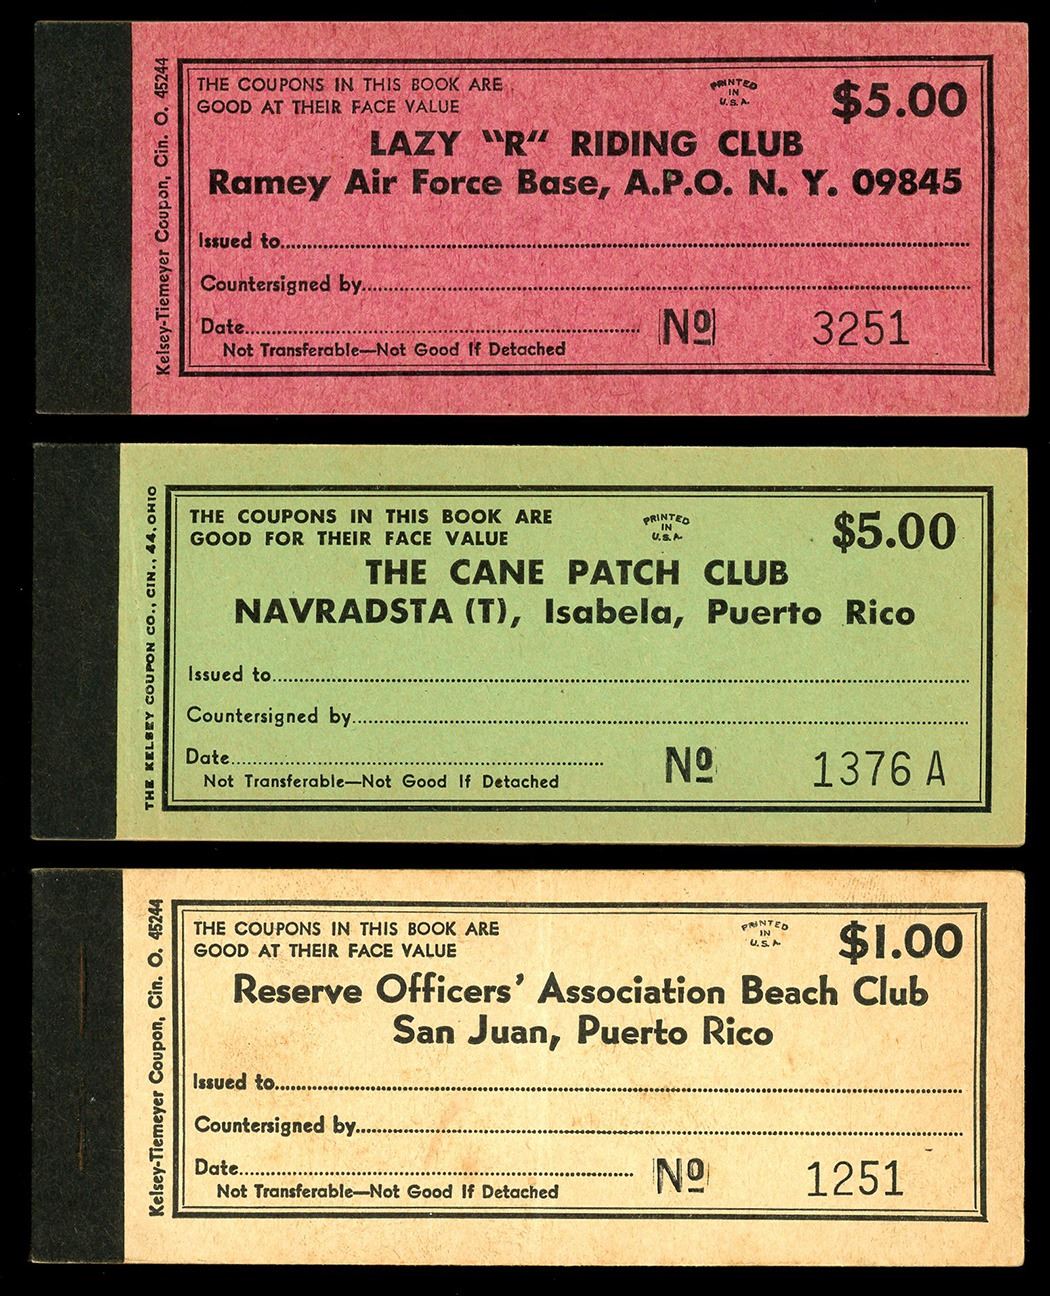 Kelsey-Tiemeyer Coupon, Cin. O. 45244
THE COUPONS IN THIS BOOK ARE
GOOD AT THEIR FACE VALUE
PRINTED
IN
U.S.A.
$5.00
LAZY "R" RIDING CLUB
Ramey Air Force Base, A.P.O. N. Y. 09845
Issued to
Countersigned by
Date
Nº 3251
Not Transferable—Not Good If Detached
THE KELSEY COUPON CO., CIN., 44, OHIO
THE COUPONS IN THIS BOOK ARE
GOOD FOR THEIR FACE VALUE
PRINTED
IN
U.S.A.
$5.00
THE CANE PATCH CLUB
NAVRADSTA (T), Isabela, Puerto Rico
Issued to
Countersigned by
Date
Nº 1376 A
Not Transferable—Not Good If Detached
Kelsey-Tiemeyer Coupon, Cin. O. 45244
THE COUPONS IN THIS BOOK ARE
GOOD AT THEIR FACE VALUE
PRINTED
IN
U.S.A.
$1.00
Reserve Officers' Association Beach Club
San Juan, Puerto Rico
Issued to
Countersigned by
Date
Nº 1251
Not Transferable—Not Good If Detached